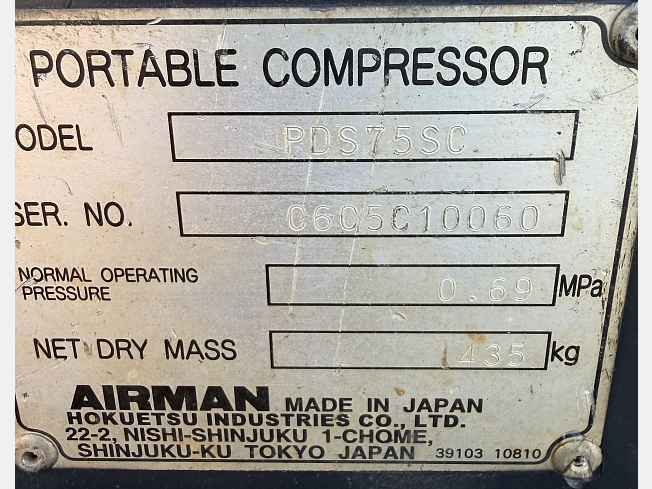 PORTABLE COMPRESSOR
ODEL PDS75SC
SER. NO. C6C5C10060
NORMAL OPERATING
PRESSURE 0.69 MPa
NET DRY MASS 435 kg
AIRMAN MADE IN JAPAN
HOKUETSU INDUSTRIES CO., LTD.
22-2, NISHI-SHINJUKU 1-CHOME,
SHINJUKU-KU TOKYO JAPAN 39103 10810